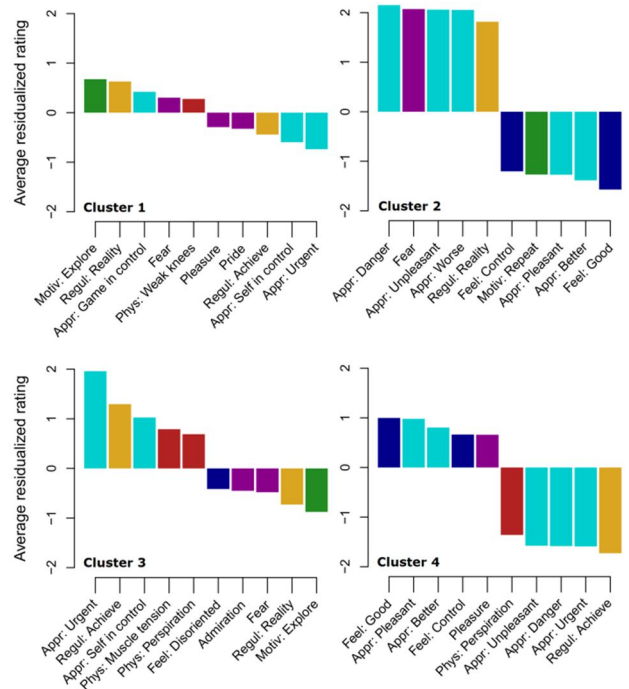 Average residualized rating
2
1
0
−1
−2
Cluster 1
Motiv: Explore
Regul: Reality
Appr: Game in control
Fear
Phys: Weak knees
Pleasure
Pride
Regul: Achieve
Appr: Self in control
Appr: Urgent
2
1
0
−1
−2
Cluster 2
Appr: Danger
Fear
Appr: Unpleasant
Appr: Worse
Regul: Reality
Feel: Control
Motiv: Repeat
Appr: Pleasant
Appr: Better
Feel: Good
Average residualized rating
2
1
0
−1
−2
Cluster 3
Appr: Urgent
Regul: Achieve
Appr: Self in control
Phys: Muscle tension
Phys: Perspiration
Feel: Disoriented
Admiration
Fear
Regul: Reality
Motiv: Explore
2
1
0
−1
−2
Cluster 4
Feel: Good
Appr: Pleasant
Appr: Better
Feel: Control
Pleasure
Phys: Perspiration
Appr: Unpleasant
Appr: Danger
Appr: Urgent
Regul: Achieve